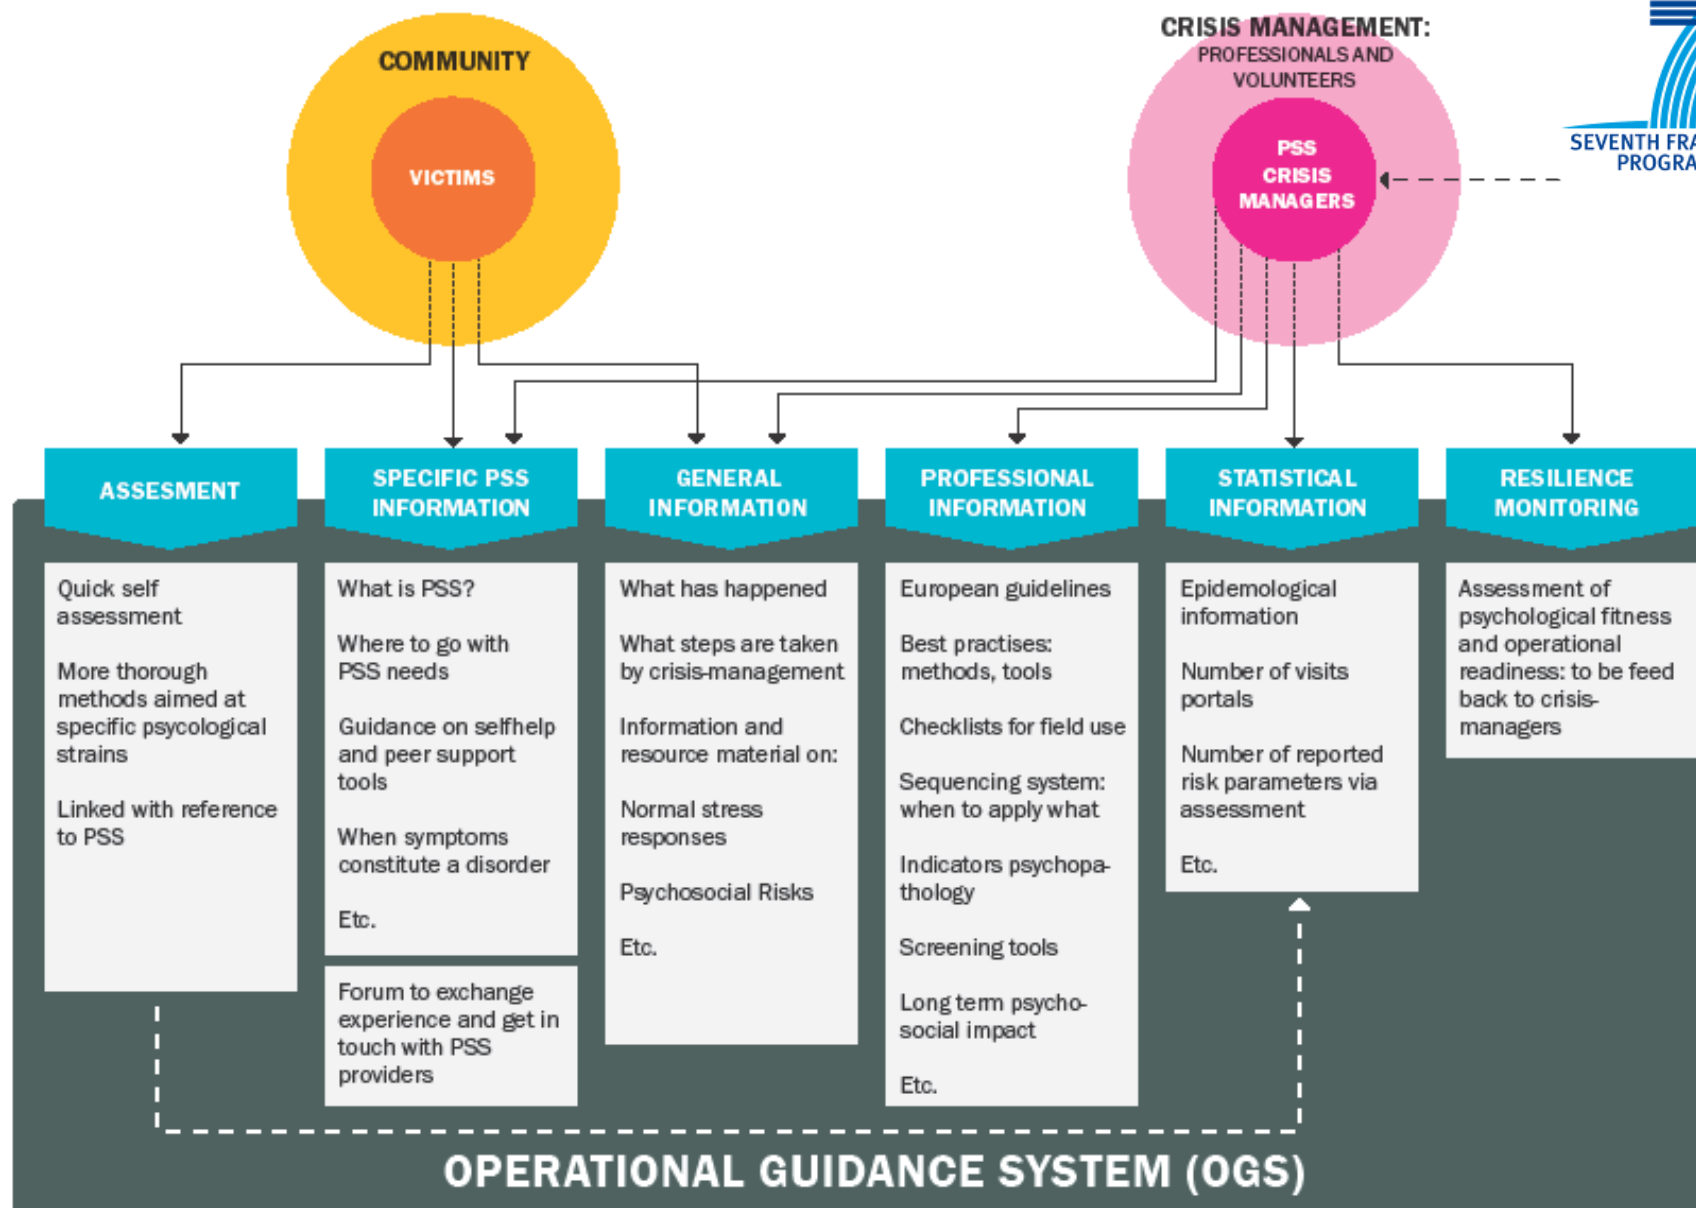 COMMUNITY
VICTIMS
CRISIS MANAGEMENT:
PROFESSIONALS AND
VOLUNTEERS
PSS
CRISIS
MANAGERS
SEVENTH FRA
PROGRA
ASSESMENT
Quick self
assessment
More thorough
methods aimed at
specific psycological
strains
Linked with reference
to PSS
SPECIFIC PSS
INFORMATION
What is PSS?
Where to go with
PSS needs
Guidance on selfhelp
and peer support
tools
When symptoms
constitute a disorder
Etc.
Forum to exchange
experience and get in
touch with PSS
providers
GENERAL
INFORMATION
What has happened
What steps are taken
by crisis-management
Information and
resource material on:
Normal stress
responses
Psychosocial Risks
Etc.
PROFESSIONAL
INFORMATION
European guidelines
Best practises:
methods, tools
Checklists for field use
Sequencing system:
when to apply what
Indicators psychopa-
thology
Screening tools
Long term psycho-
social impact
Etc.
STATISTICAL
INFORMATION
Epidemological
information
Number of visits
portals
Number of reported
risk parameters via
assessment
Etc.
RESILIENCE
MONITORING
Assessment of
psychological fitness
and operational
readiness: to be feed
back to crisis-
managers
OPERATIONAL GUIDANCE SYSTEM (OGS)